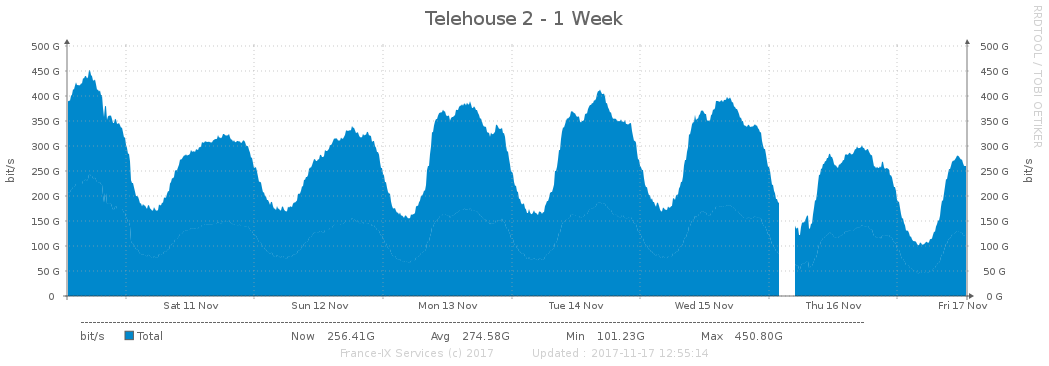 Telehouse 2 - 1 Week
RRDTOOL / TOBI OETIKER
500 G 500 G
450 G 450 G
400 G 400 G
350 G 350 G
300 G 300 G
250 G 250 G
200 G 200 G
150 G 150 G
100 G 100 G
50 G 50 G
0 0 G
bit/s bit/s
Sat 11 Nov Sun 12 Nov Mon 13 Nov Tue 14 Nov Wed 15 Nov Thu 16 Nov Fri 17 Nov
bit/s Total Now 256.41G Avg 274.58G Min 101.23G Max 450.80G
France-IX Services (c) 2017 Updated : 2017-11-17 12:55:14